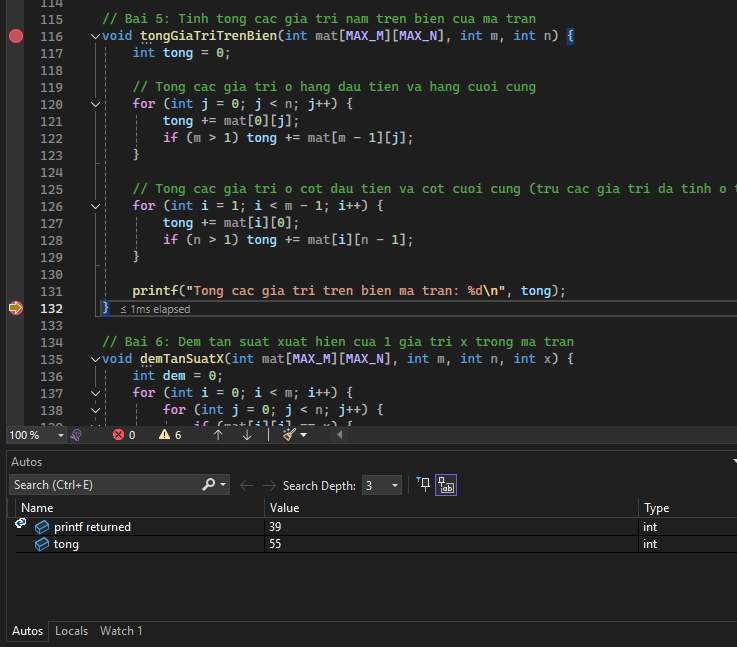 114
115 // Bai 5: Tinh tong cac gia tri nam tren bien cua ma tran
116 void tongGiaTriTrenBien(int mat[MAX_M][MAX_N], int m, int n) {
117 int tong = 0;
118
119 // Tong cac gia tri o hang dau tien va hang cuoi cung
120 for (int j = 0; j < n; j++) {
121 tong += mat[0][j];
122 if (m > 1) tong += mat[m - 1][j];
123 }
124
125 // Tong cac gia tri o cot dau tien va cot cuoi cung (tru cac gia tri da tinh o
126 for (int i = 1; i < m - 1; i++) {
127 tong += mat[i][0];
128 if (n > 1) tong += mat[i][n - 1];
129 }
130
131 printf("Tong cac gia tri tren bien ma tran: %d\n", tong);
132 } ≤ 1ms elapsed
133
134 // Bai 6: Dem tan suat xuat hien cua 1 gia tri x trong ma tran
135 void demTanSuatX(int mat[MAX_M][MAX_N], int m, int n, int x) {
136 int dem = 0;
137 for (int i = 0; i < m; i++) {
138 for (int j = 0; j < n; j++) {
139 if (mat[i][j] == x) {
100 % 0 6
Autos
Search (Ctrl+E) Search Depth: 3
Name Value Type
printf returned 39 int
tong 55 int
Autos Locals Watch 1